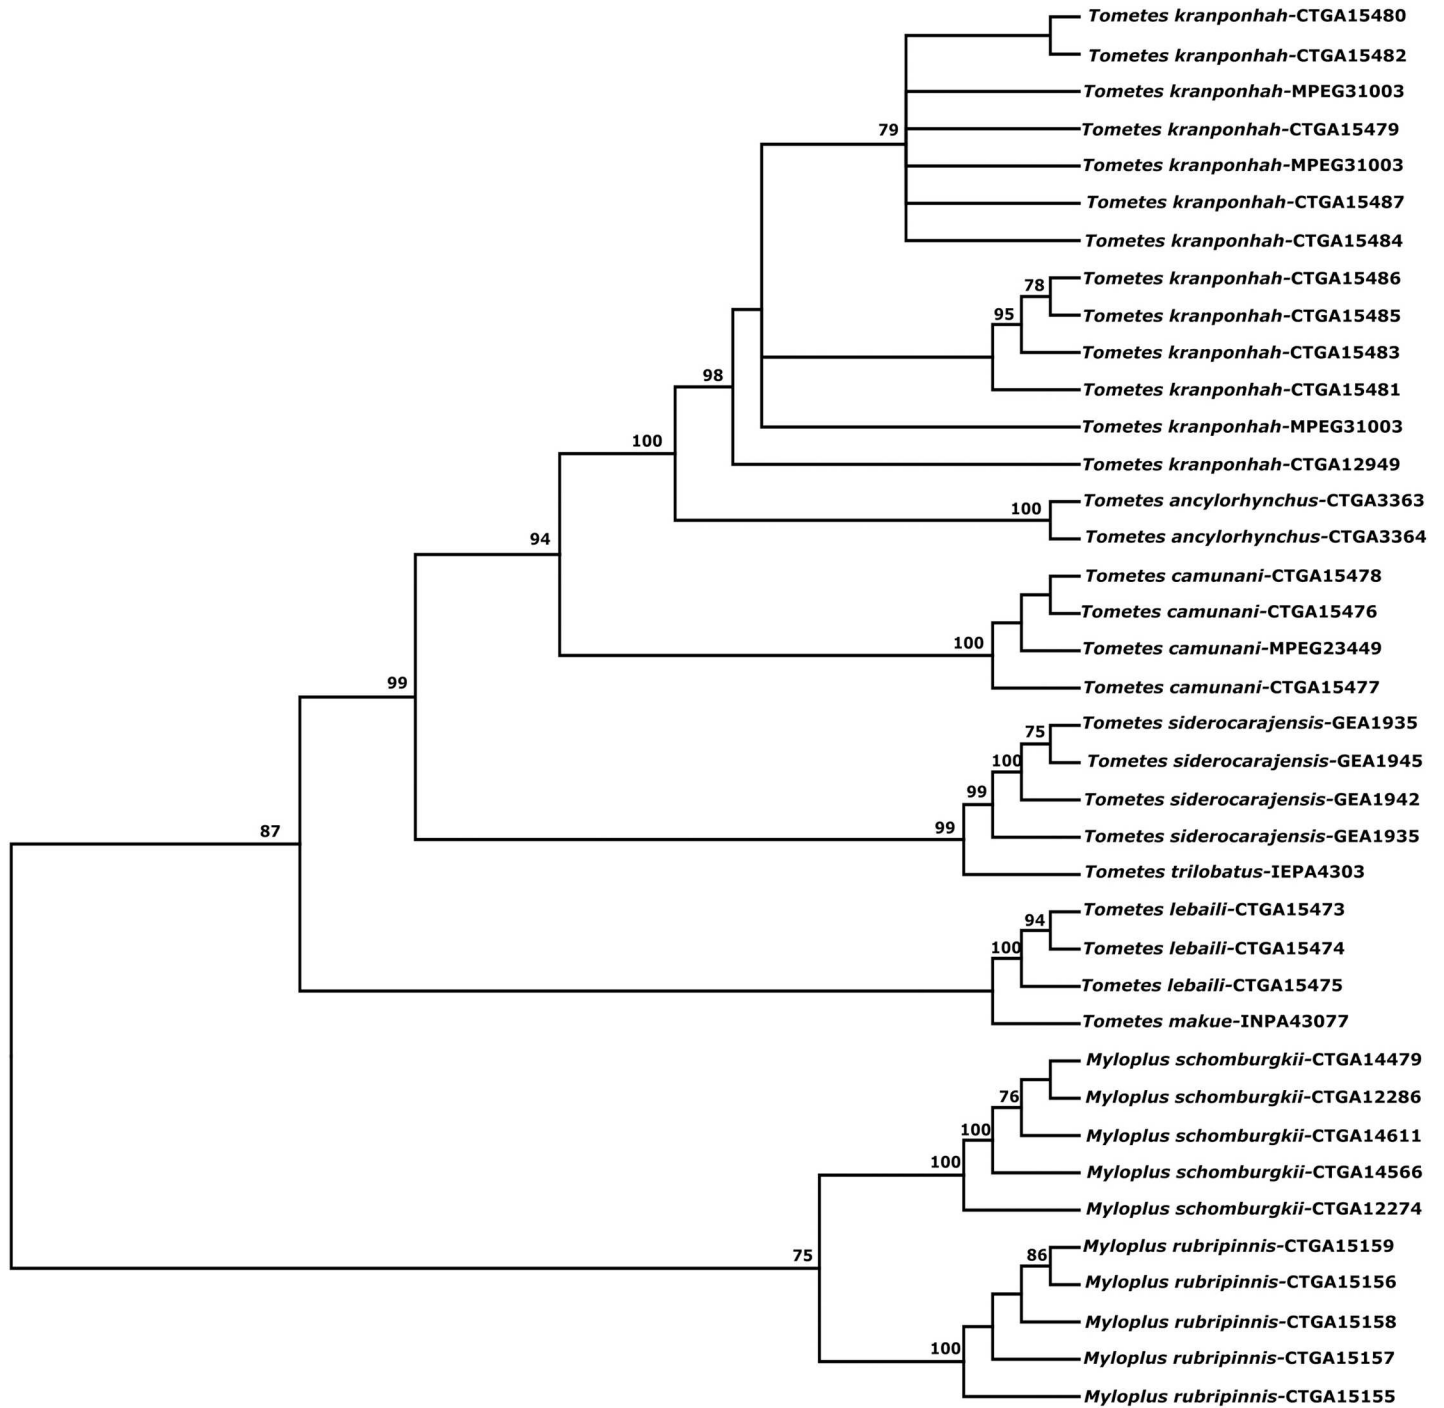 Tometes kranponhah-CTGA15480
Tometes kranponhah-CTGA15482
Tometes kranponhah-MPEG31003
79
Tometes kranponhah-CTGA15479
Tometes kranponhah-MPEG31003
Tometes kranponhah-CTGA15487
Tometes kranponhah-CTGA15484
78
Tometes kranponhah-CTGA15486
95
Tometes kranponhah-CTGA15485
Tometes kranponhah-CTGA15483
98
Tometes kranponhah-CTGA15481
100
Tometes kranponhah-MPEG31003
Tometes kranponhah-CTGA12949
Tometes ancylorhynchus-CTGA3363
100
94
Tometes ancylorhynchus-CTGA3364
Tometes camunani-CTGA15478
Tometes camunani-CTGA15476
100
Tometes camunani-MPEG23449
99
Tometes camunani-CTGA15477
Tometes siderocarajensis-GEA1935
75
100
Tometes siderocarajensis-GEA1945
99
Tometes siderocarajensis-GEA1942
87
99
Tometes siderocarajensis-GEA1935
Tometes trilobatus-IEPA4303
Tometes lebaili-CTGA15473
94
100
Tometes lebaili-CTGA15474
Tometes lebaili-CTGA15475
Tometes makue-INPA43077
Myloplus schomburgkii-CTGA14479
76
Myloplus schomburgkii-CTGA12286
100
Myloplus schomburgkii-CTGA14611
100
Myloplus schomburgkii-CTGA14566
Myloplus schomburgkii-CTGA12274
75
86
Myloplus rubripinnis-CTGA15159
Myloplus rubripinnis-CTGA15156
Myloplus rubripinnis-CTGA15158
100
Myloplus rubripinnis-CTGA15157
Myloplus rubripinnis-CTGA15155